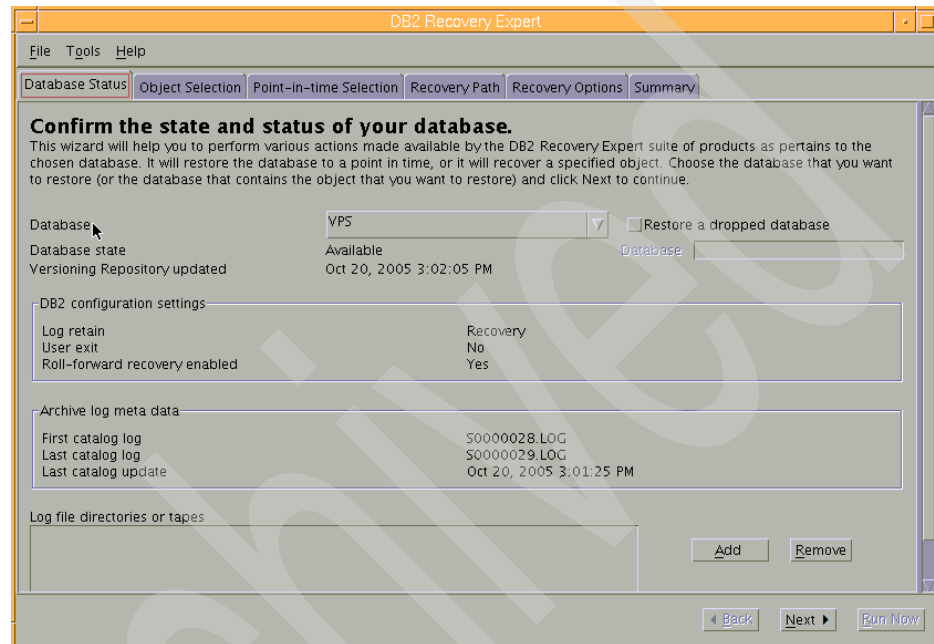 DB2 Recovery Expert
File Tools Help
Database Status Object Selection Point-in-time Selection Recovery Path Recovery Options Summary
Confirm the state and status of your database.
This wizard will help you to perform various actions made available by the DB2 Recovery Expert suite of products as pertains to the
chosen database. It will restore the database to a point in time, or it will recover a specified object. Choose the database that you want
to restore (or the database that contains the object that you want to restore) and click Next to continue.
Database VPS Restore a dropped database
Database state Available Database
Versioning Repository updated Oct 20, 2005 3:02:05 PM
DB2 configuration settings
Log retain Recovery
User exit No
Roll-forward recovery enabled Yes
Archive log meta data
First catalog log S0000028.LOG
Last catalog log S0000029.LOG
Last catalog update Oct 20, 2005 3:01:25 PM
Log file directories or tapes
Add Remove
Back Next Run Now